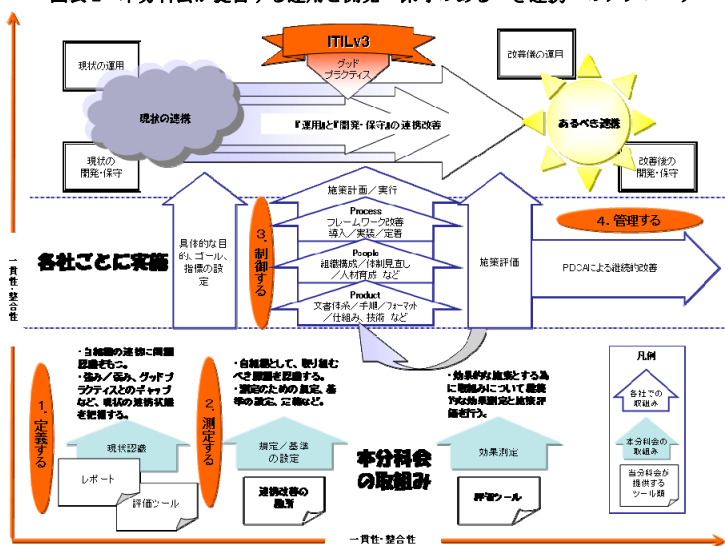 ITILv3
グッド
プラクティス
現状の運用
改善後の運用
現状の連携
『運用』と『開発・保守』の連携改善
あるべき連携
現状の
開発・保守
改善後の
開発・保守
施策計画／実行
Process
フレームワーク改善
導入／実装／定着
People
組織構成／体制見直し
／人材育成 など
Product
文書体系／手順／フォーマット
／仕組み、技術 など
3. 制御する
4. 管理する
各社ごとに実施
具体的な目
的、ゴール、
指標の設
定
施策評価
PDCAによる継続的改善
一貫性・整合性
・自組織の連携に問題
認識をもつ。
・強み／弱み、グッドプ
ラクティスとのギャップ
など、現状の連携状態
を把握する。
・自組織として、取り組む
べき課題を認識する。
・測定のための規定、基
準の設定、定義など。
・効果的な施策とする為
に取組みについて継続
的な効果測定と施策評
価を行う。
1. 定義する
2. 測定する
現状認識
レポート
評価ツール
規定／基準
の設定
連携改善の
本分科会
の取組み
効果測定
評価ツール
凡例
各社での
取組み
本分科会の
取組み
当分科会が
提供する
ツール類
一貫性・整合性